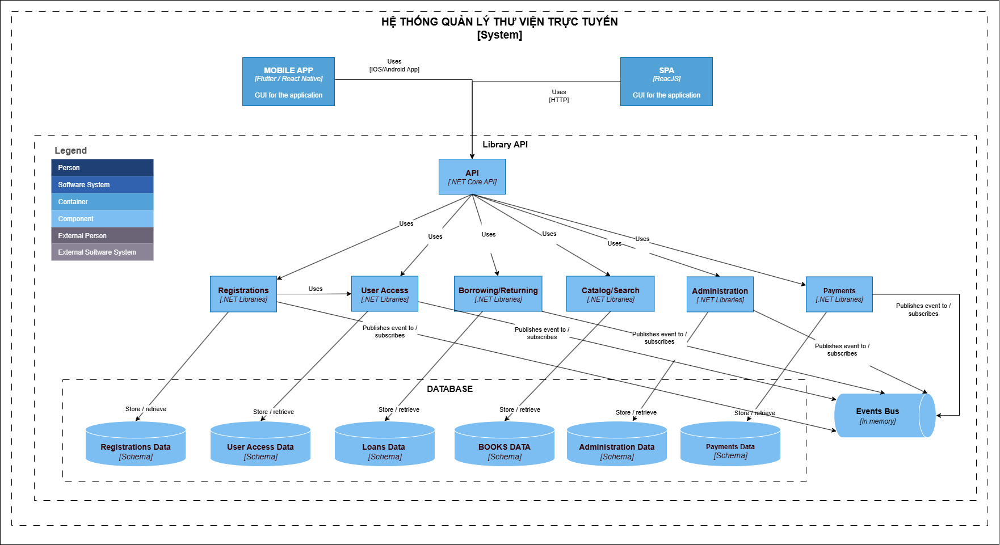 HỆ THỐNG QUẢN LÝ THƯ VIỆN TRỰC TUYẾN
[System]
MOBILE APP
[Flutter / React Native]
GUI for the application
Uses
[IOS/Android App]
SPA
[ReacJS]
GUI for the application
Uses
[HTTP]
Library API
Legend
Person
Software System
Container
Component
External Person
External Software System
API
[.NET Core API]
Uses
Uses
Uses
Uses
Uses
Uses
Registrations
[.NET Libraries]
Uses
User Access
[.NET Libraries]
Borrowing/Returning
[.NET Libraries]
Catalog/Search
[.NET Libraries]
Administration
[.NET Libraries]
Payments
[.NET Libraries]
Publishes event to /
subscribes
Publishes event to /
subscribes
Publishes event to /
subscribes
Publishes event to /
subscribes
Publishes event to /
subscribes
DATABASE
Store / retrieve
Store / retrieve
Store / retrieve
Store / retrieve
Store / retrieve
Store / retrieve
Registrations Data
[Schema]
User Access Data
[Schema]
Loans Data
[Schema]
BOOKS DATA
[Schema]
Administration Data
[Schema]
Payments Data
[Schema]
Events Bus
[In memory]